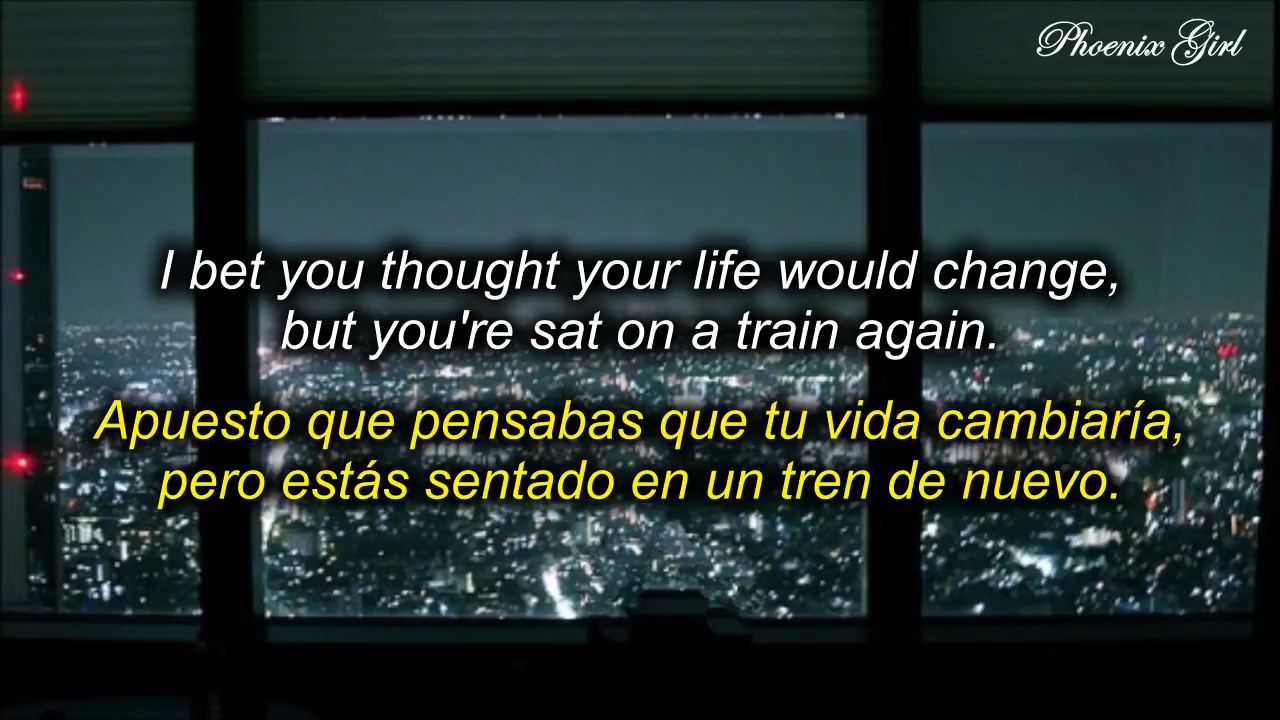 Phoenix Girl
I bet you thought your life would change,
but you're sat on a train again.
Apuesto que pensabas que tu vida cambiaría,
pero estás sentado en un tren de nuevo.